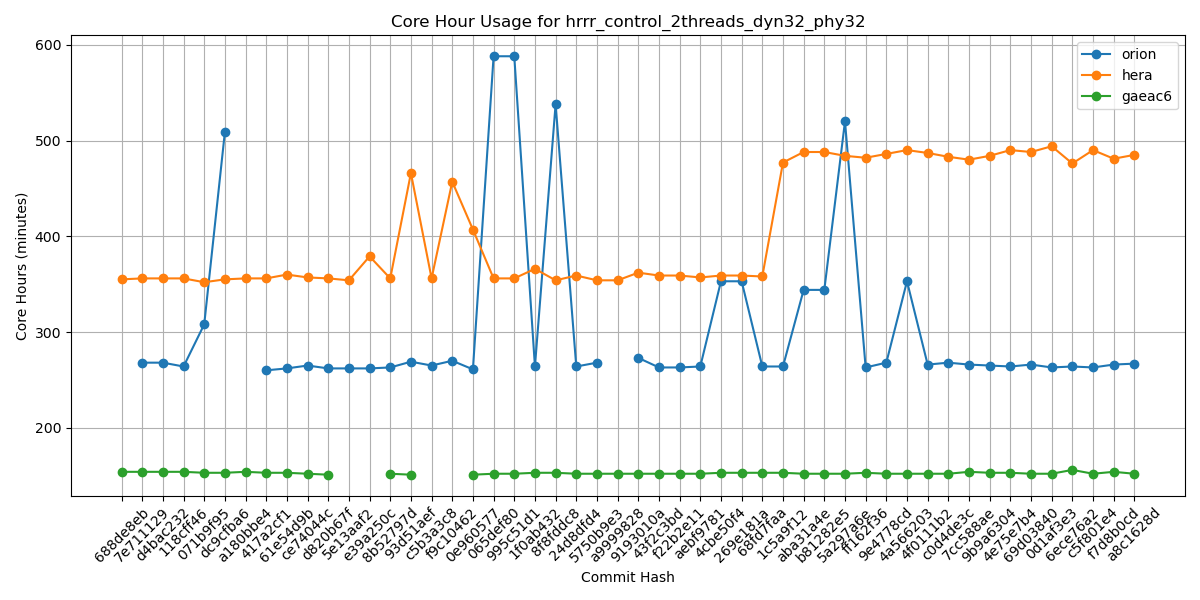 Core Hour Usage for hrrr_control_2threads_dyn32_phy32
orion
hera
gaeac6
Core Hours (minutes)
600
500
400
300
200
688de8eb
7e711129
d4bac232
118cff46
071b9f95
dc9cfba6
a180bbe4
417a2cf1
61e54d9b
ce74044c
d820b67f
5e13aaf2
e39a250c
8b52797d
93d51aef
c5b3a3c8
f9c10462
0e960577
065def80
995c51d1
1f0ab432
8f8fdfc8
24d8dfd4
5750b9e3
a9999828
9193010a
43f253bd
f22b2e11
aebf9781
4cbe50f4
269e181a
68fd7faa
1c5a9f12
aba31a4e
b81282e5
5a297a6e
ff162f36
9e4778cd
4a566203
4f011b2
c0d4de3c
7cc588ae
9b9a6304
4e75e7b4
69d03840
0d1af3e3
6ece76a2
c5f801e4
f7d8b0cd
a8c1628d
Commit Hash